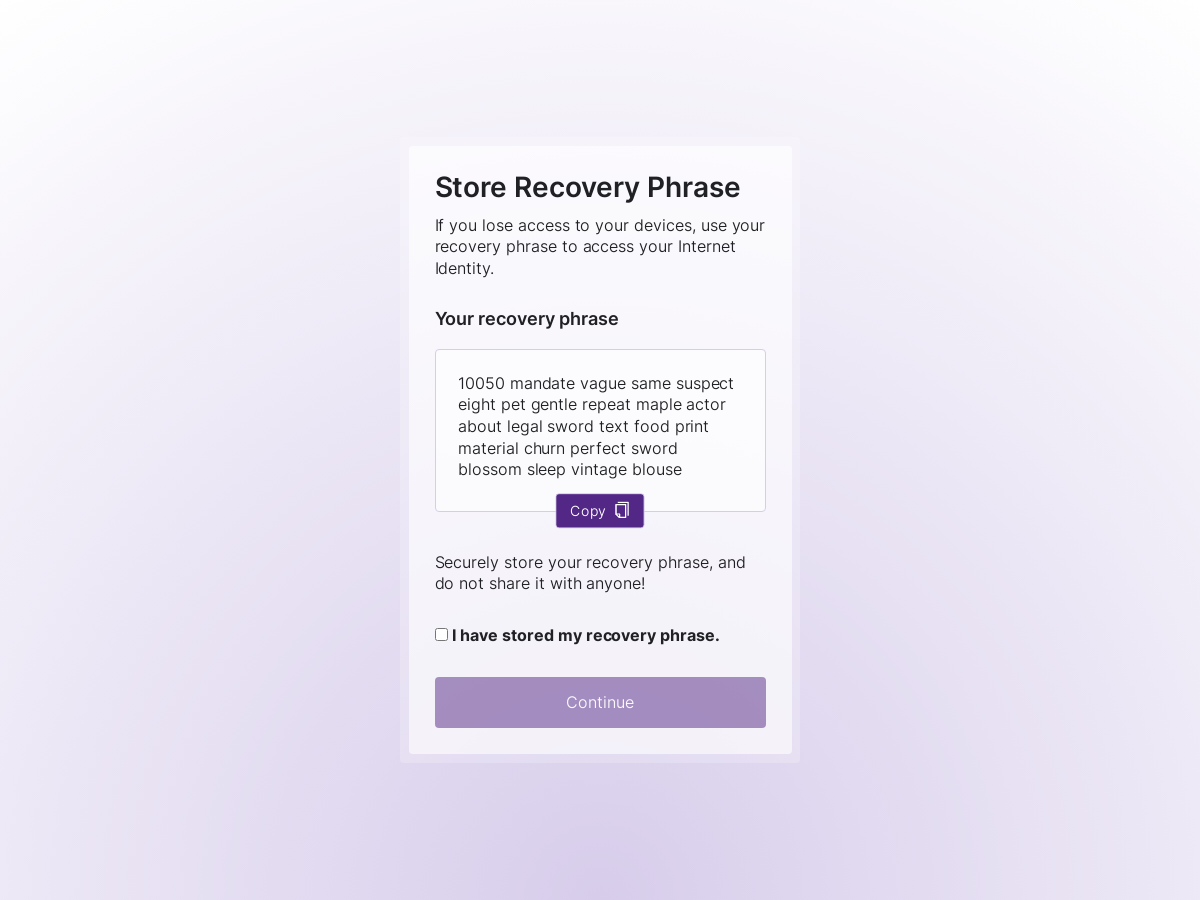 Store Recovery Phrase
If you lose access to your devices, use your
recovery phrase to access your Internet
Identity.
Your recovery phrase
10050 mandate vague same suspect
eight pet gentle repeat maple actor
about legal sword text food print
material churn perfect sword
blossom sleep vintage blouse
Copy
Securely store your recovery phrase, and
do not share it with anyone!
I have stored my recovery phrase.
Continue